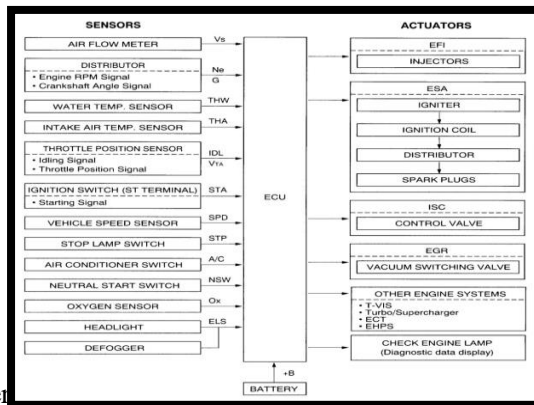 SENSORS
AIR FLOW METER
Vs
DISTRIBUTOR
• Engine RPM Signal
• Crankshaft Angle Signal
Ne
G
WATER TEMP. SENSOR
THW
INTAKE AIR TEMP. SENSOR
THA
THROTTLE POSITION SENSOR
• Idling Signal
• Throttle Position Signal
IDL
VTA
IGNITION SWITCH (ST TERMINAL)
• Starting Signal
STA
VEHICLE SPEED SENSOR
SPD
STOP LAMP SWITCH
STP
AIR CONDITIONER SWITCH
A/C
NEUTRAL START SWITCH
NSW
OXYGEN SENSOR
Ox
HEADLIGHT
ELS
DEFOGGER
ECU
+B
BATTERY
ACTUATORS
EFI
INJECTORS
ESA
IGNITER
IGNITION COIL
DISTRIBUTOR
SPARK PLUGS
ISC
CONTROL VALVE
EGR
VACUUM SWITCHING VALVE
OTHER ENGINE SYSTEMS
• T-VIS
• Turbo/Supercharger
• ECT
• EHPS
CHECK ENGINE LAMP
(Diagnostic data display)